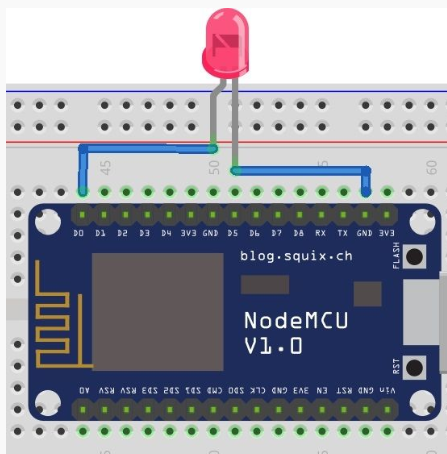 45 50 55 60
D0 D1 D2 D3 D4 3V3 GND D5 D6 D7 D8 RX TX GND 3V3
blog.squix.ch
FLASH
NodeMCU
V1.0
RST
A0 RSV RSV SD3 SD2 SD1 CMD SD0 CLK GND 3V3 EN RST GND Vin